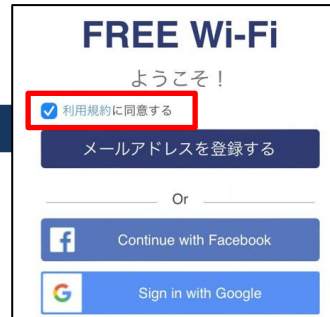 FREE Wi-Fi
ようこそ！
利用規約に同意する
メールアドレスを登録する
Or
Continue with Facebook
Sign in with Google